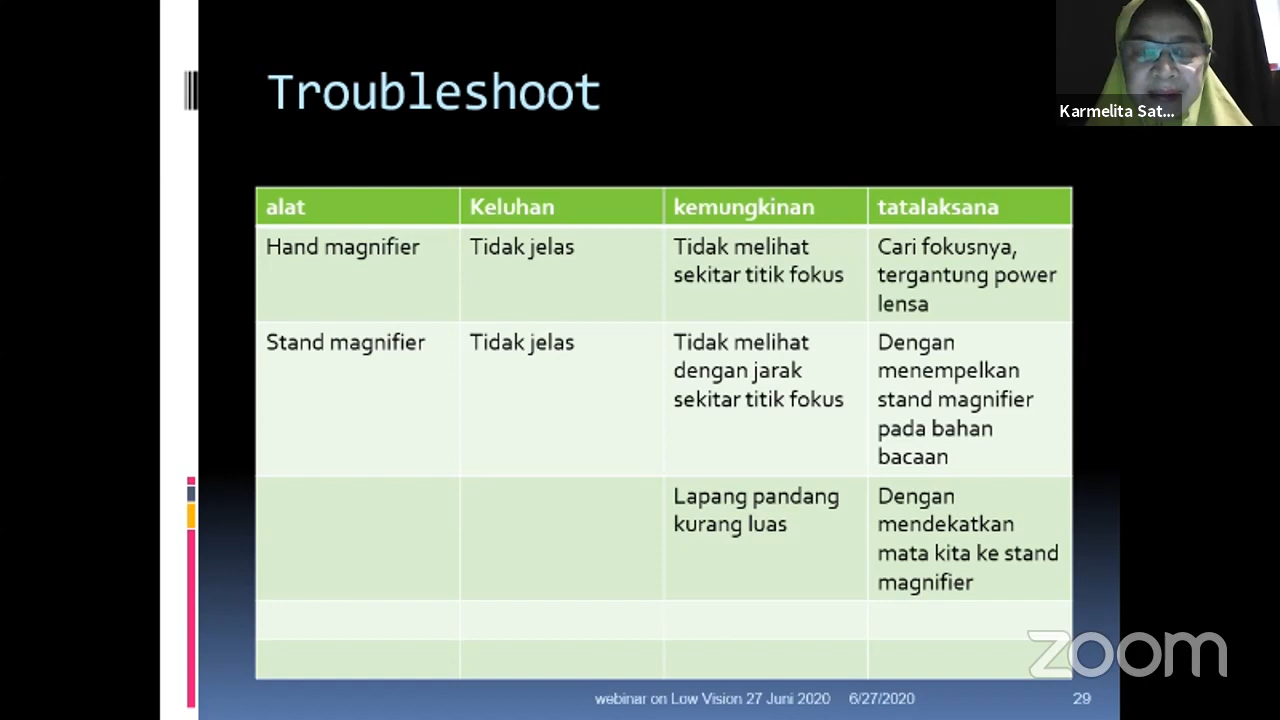 Troubleshoot
Karmelita Sat...
alat
Keluhan
kemungkinan
tatalaksana
Hand magnifier
Tidak jelas
Tidak melihat
sekitar titik fokus
Cari fokusnya,
tergantung power
lensa
Stand magnifier
Tidak jelas
Tidak melihat
dengan jarak
sekitar titik fokus
Dengan
menempelkan
stand magnifier
pada bahan
bacaan
Lapang pandang
kurang luas
Dengan
mendekatkan
mata kita ke stand
magnifier
zoom
webinar on Low Vision 27 Juni 2020
6/27/2020
29